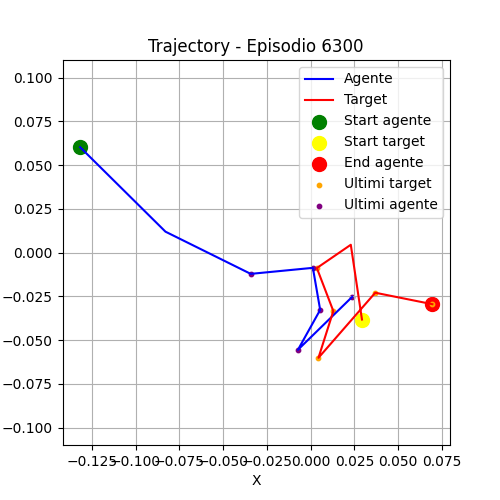 Trajectory - Episodio 6300
Agente
Target
Start agente
Start target
End agente
Ultimi target
Ultimi agente
0.100
0.075
0.050
0.025
0.000
−0.025
−0.050
−0.075
−0.100
−0.125 −0.100 −0.075 −0.050 −0.025 0.000 0.025 0.050 0.075
X